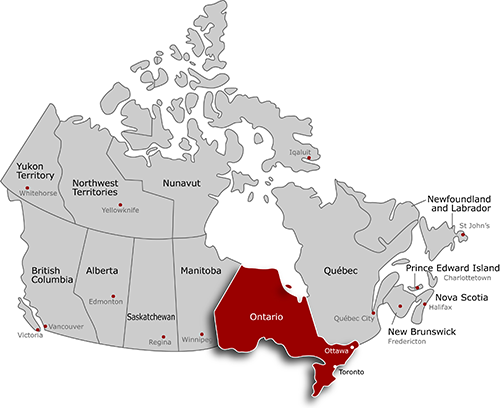 Iqaluit
Yukon
Territory
Whitehorse
Northwest
Territories
Yellowknife
Nunavut
Newfoundland
and Labrador
St John's
British
Columbia
Alberta
Edmonton
Manitoba
Québec
Prince Edward Island
Charlottetown
Nova Scotia
Halifax
Saskatchewan
Ontario
Québec City
New Brunswick
Fredericton
Vancouver
Victoria
Regina
Winnipeg
Ottawa
Toronto